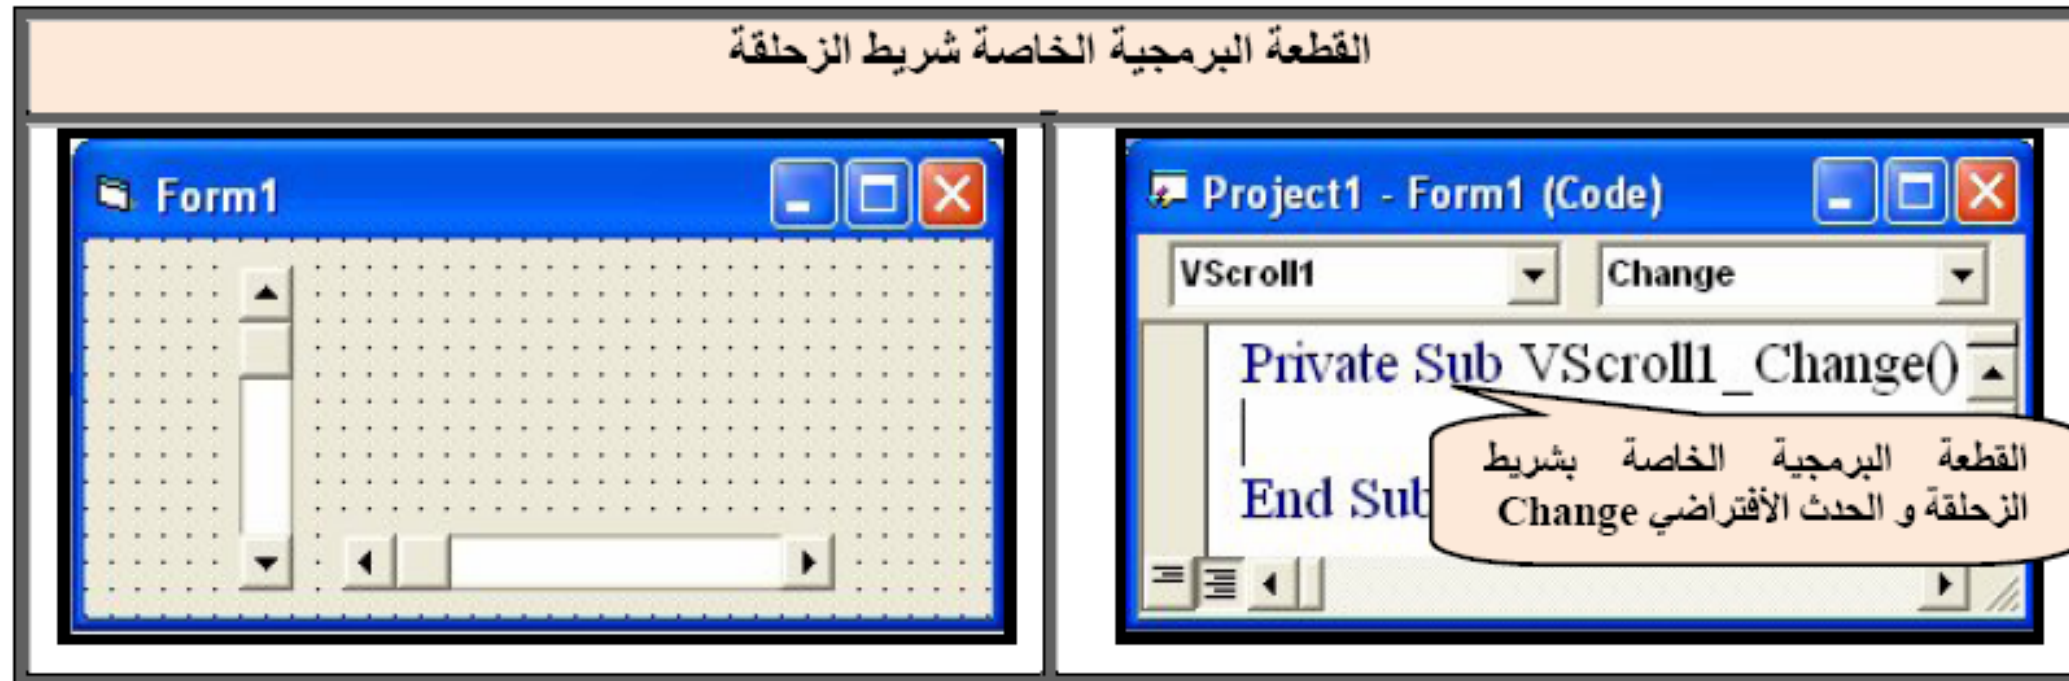 القطعة البرمجية الخاصة شريط الزحلقة
Form1
Project1 - Form1 (Code)
VScroll1
Change
Private Sub VScroll1_Change()
End Sub
القطعة البرمجية الخاصة بشريط
الزحلقة و الحدث الأفتراضي Change